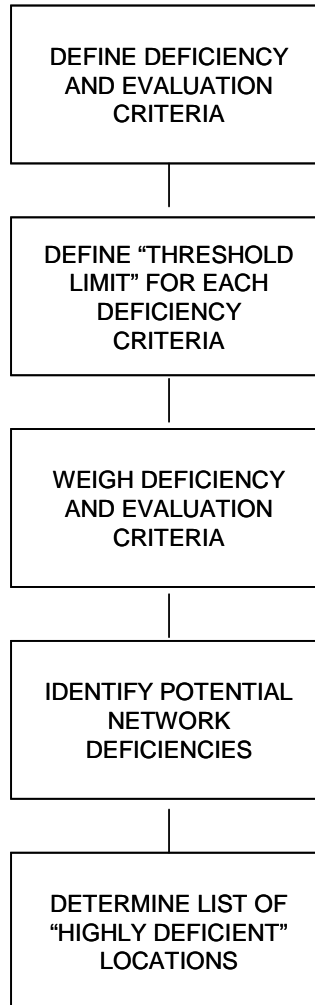 DEFINE DEFICIENCY
AND EVALUATION
CRITERIA
DEFINE “THRESHOLD
LIMIT” FOR EACH
DEFICIENCY
CRITERIA
WEIGH DEFICIENCY
AND EVALUATION
CRITERIA
IDENTIFY POTENTIAL
NETWORK
DEFICIENCIES
DETERMINE LIST OF
“HIGHLY DEFICIENT”
LOCATIONS